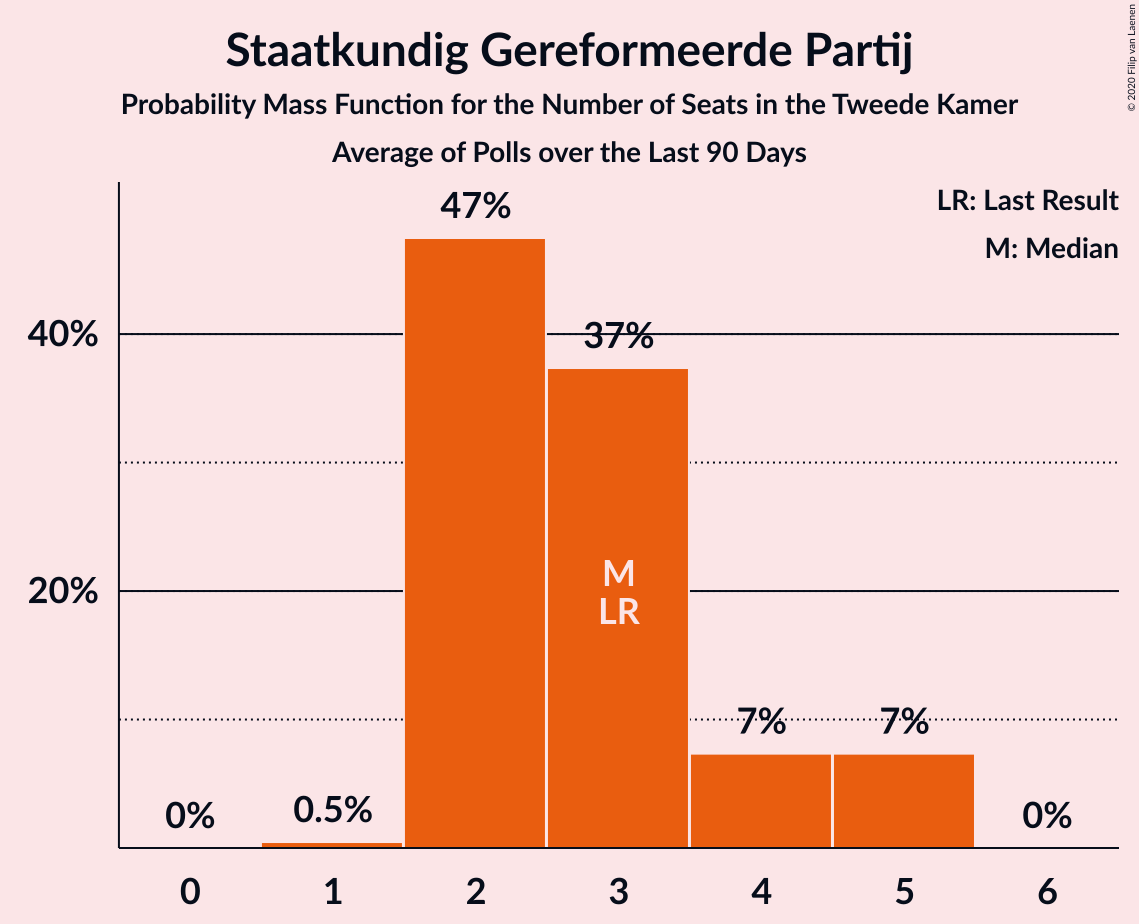 Staatkundig Gereformeerde Partij
Probability Mass Function for the Number of Seats in the Tweede Kamer
Average of Polls over the Last 90 Days
© 2020 Filip van Laenen
LR: Last Result
M: Median
47%
40%
37%
20%
M
LR
7%
7%
0%
0.5%
0%
0
1
2
3
4
5
6